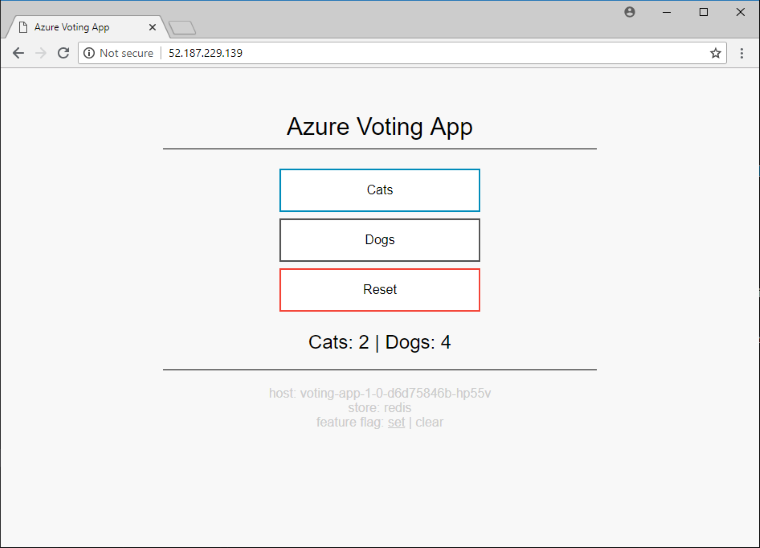 Azure Voting App
Not secure | 52.187.229.139
Azure Voting App
Cats
Dogs
Reset
Cats: 2 | Dogs: 4
host: voting-app-1-0-d6d75846b-hp55v
store: redis
feature flag: set | clear